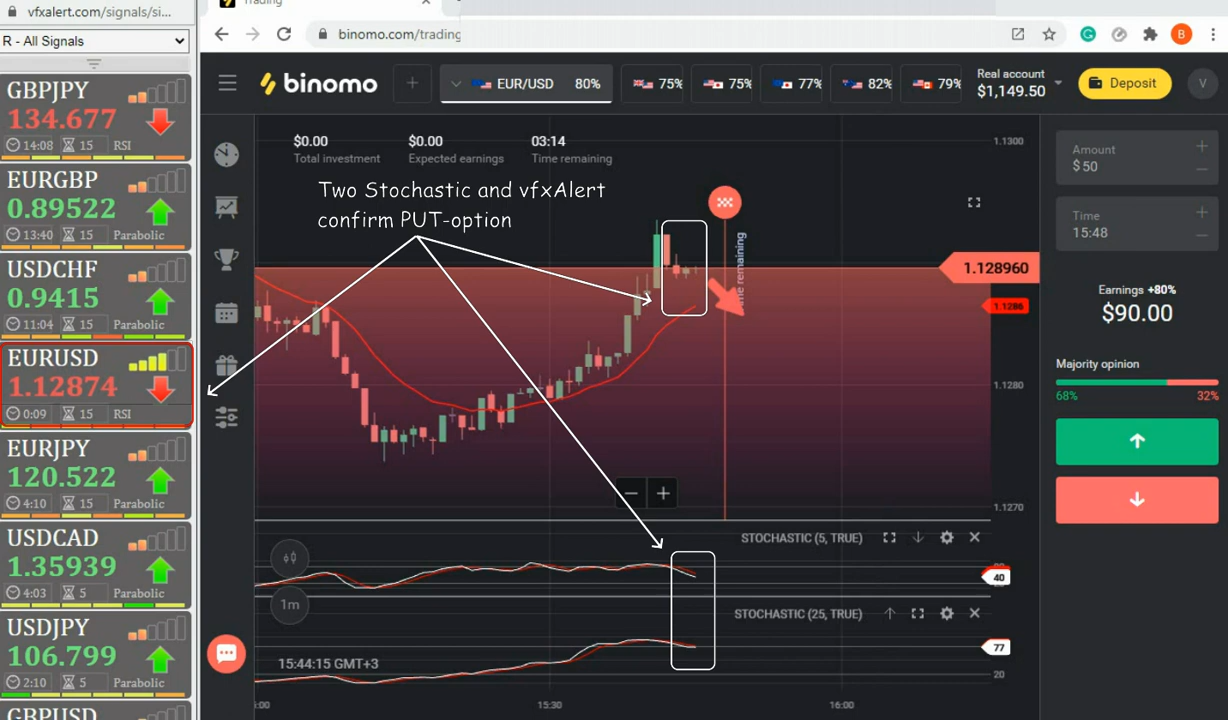 vfxalert.com/signals/si...
R - All Signals
GBPJPY
134.677
14:08 15 RSI
EURGBP
0.89522
13:40 15 Parabolic
USDCHF
0.9415
11:04 15 Parabolic
EURUSD
1.12874
0:09 15 RSI
EURJPY
120.522
4:10 15 Parabolic
USDCAD
1.35939
4:03 5 Parabolic
USDJPY
106.799
2:10 5 Parabolic
GBPUSD
Trading
binomo.com/trading
B
binomo
+
EUR/USD 80%
75%
75%
77%
82%
79%
Real account
$1,149.50
Deposit
V
$0.00 $0.00 03:14
Total investment Expected earnings Time remaining
Two Stochastic and vfxAlert
confirm PUT-option
remaining
1.1300
1.128960
1.1286
1.1280
1.1270
− +
STOCHASTIC (5, TRUE)
40
1m
STOCHASTIC (25, TRUE)
77
20
15:44:15 GMT+3
:00 15:30 16:00
Amount +
$50 −
Time +
15:48 −
Earnings +80%
$90.00
Majority opinion
68% 32%